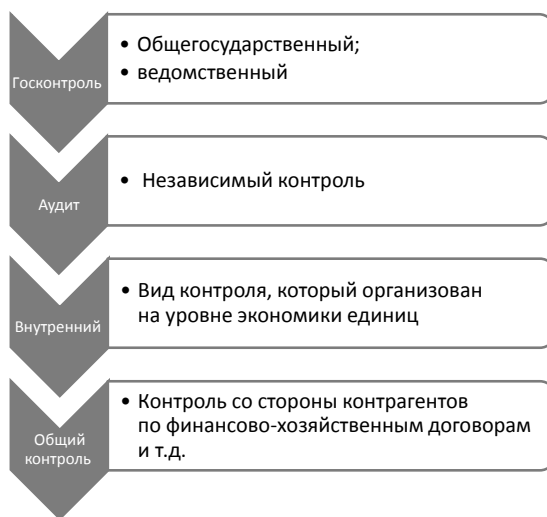 Госконтроль
• Общегосударственный;
• ведомственный
Аудит
• Независимый контроль
Внутренний
• Вид контроля, который организован
на уровне экономики единиц
Общий
контроль
• Контроль со стороны контрагентов
по финансово-хозяйственным договорам
и т.д.